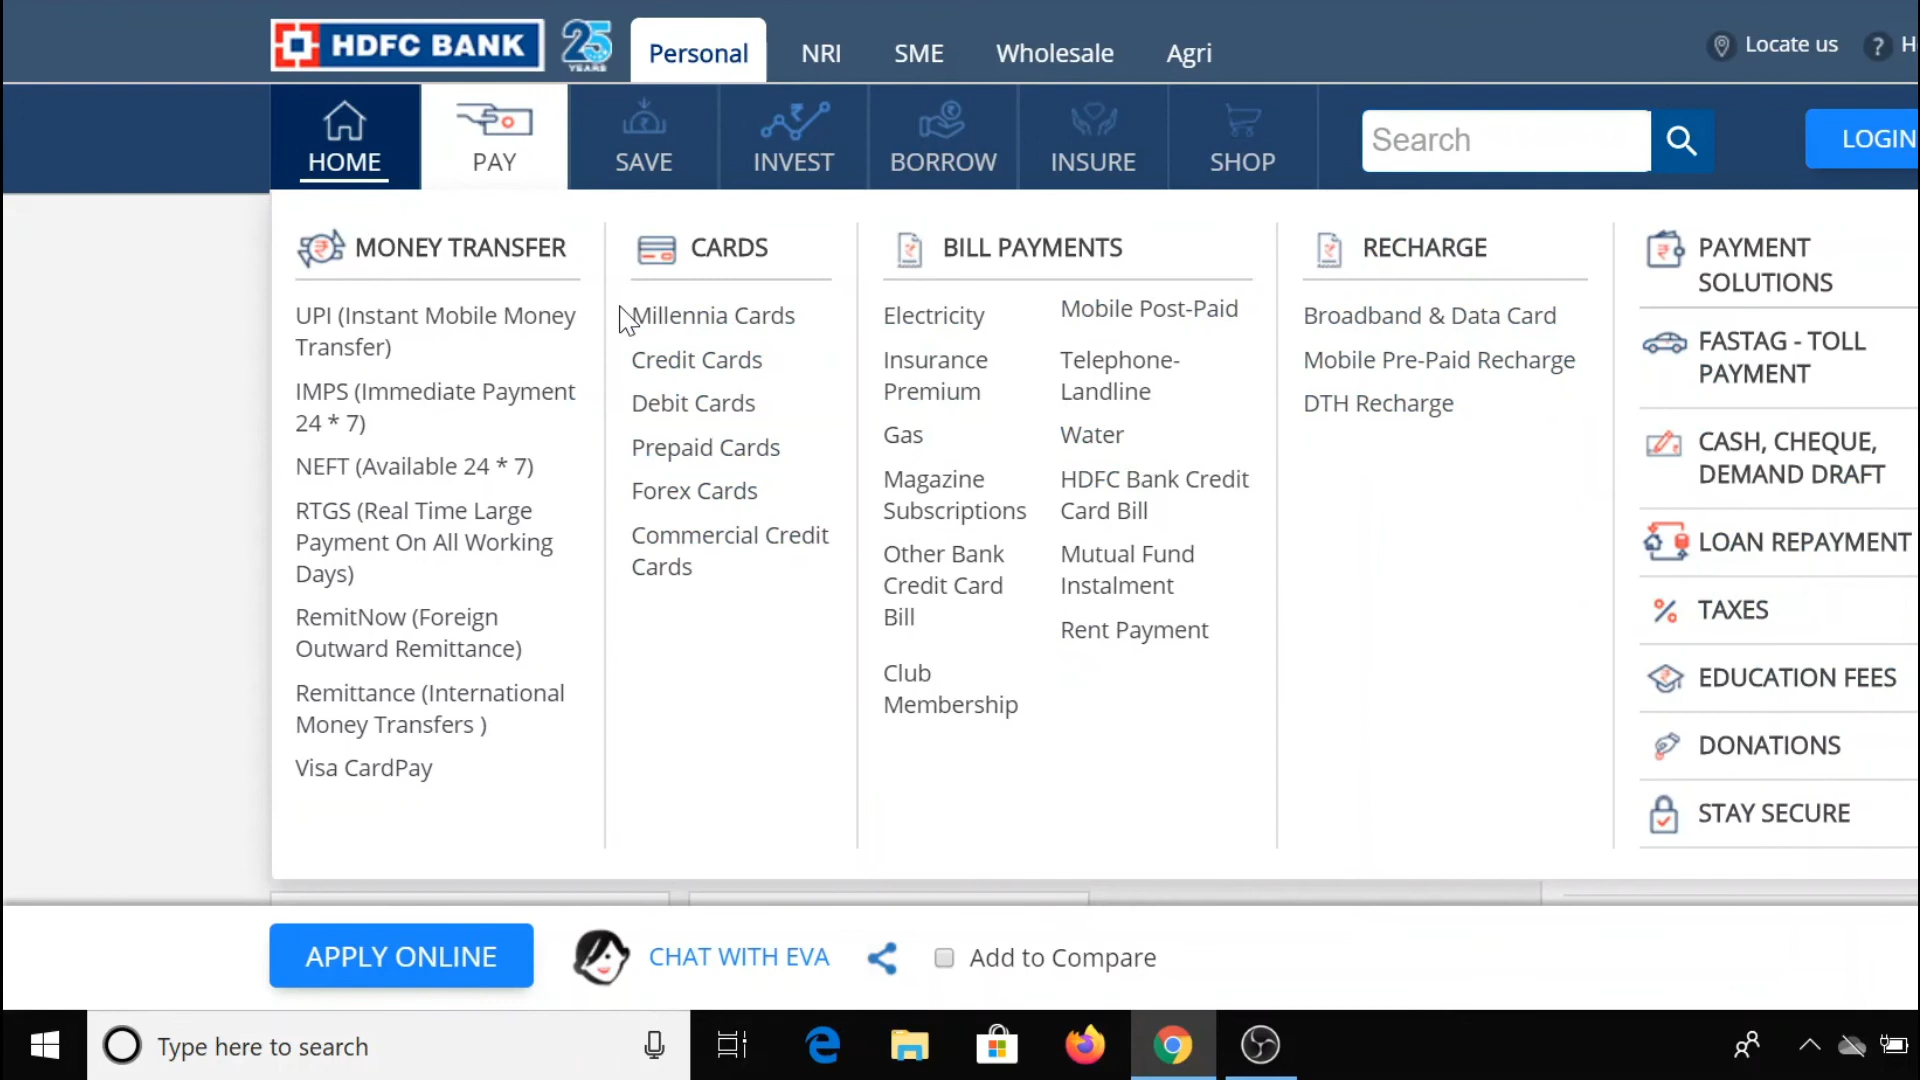 HDFC BANK
25
YEARS
Personal
NRI
SME
Wholesale
Agri
Locate us
?
HOME
PAY
SAVE
INVEST
BORROW
INSURE
SHOP
Search
LOGIN
MONEY TRANSFER
UPI (Instant Mobile Money
Transfer)
IMPS (Immediate Payment
24 * 7)
NEFT (Available 24 * 7)
RTGS (Real Time Large
Payment On All Working
Days)
RemitNow (Foreign
Outward Remittance)
Remittance (International
Money Transfers )
Visa CardPay
CARDS
Millennia Cards
Credit Cards
Debit Cards
Prepaid Cards
Forex Cards
Commercial Credit
Cards
BILL PAYMENTS
Electricity
Insurance
Premium
Gas
Magazine
Subscriptions
Other Bank
Credit Card
Bill
Club
Membership
Mobile Post-Paid
Telephone-
Landline
Water
HDFC Bank Credit
Card Bill
Mutual Fund
Instalment
Rent Payment
RECHARGE
Broadband & Data Card
Mobile Pre-Paid Recharge
DTH Recharge
PAYMENT
SOLUTIONS
FASTAG - TOLL
PAYMENT
CASH, CHEQUE,
DEMAND DRAFT
LOAN REPAYMENT
TAXES
EDUCATION FEES
DONATIONS
STAY SECURE
APPLY ONLINE
CHAT WITH EVA
Add to Compare
Type here to search